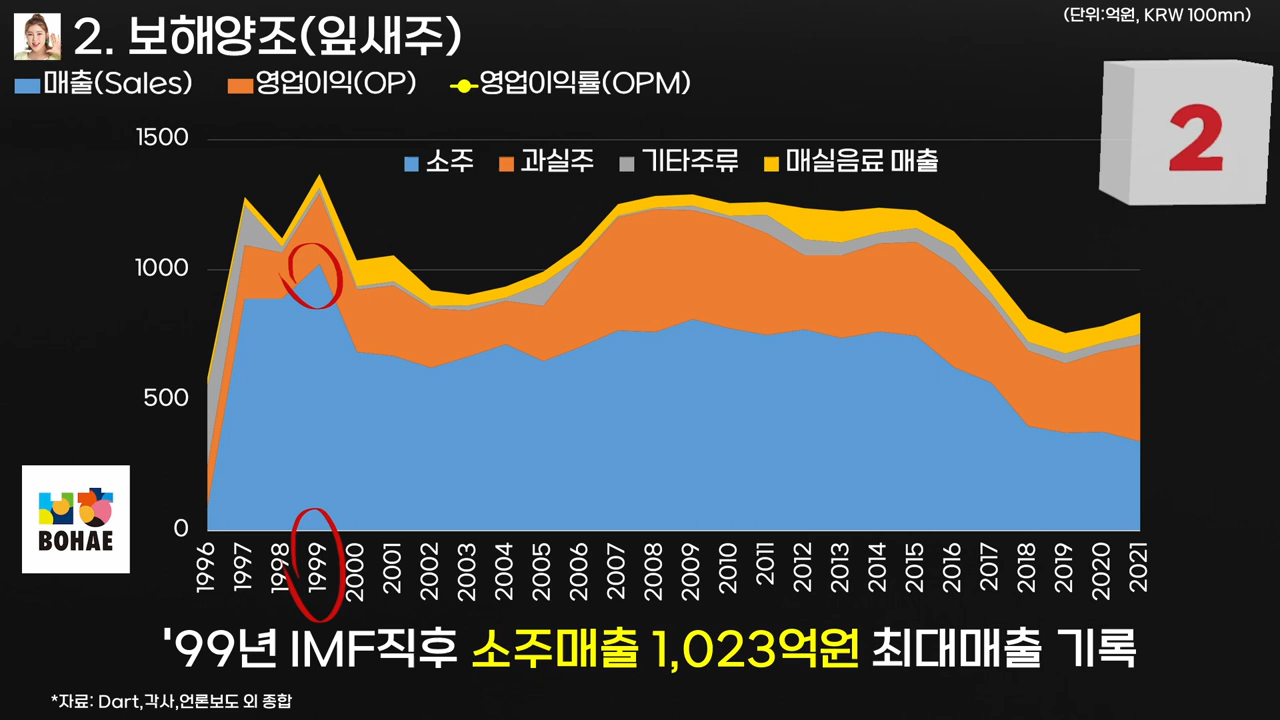 (단위:억원, KRW 100mn)
2. 보해양조(잎새주)
매출(Sales) 영업이익(OP) 영업이익률(OPM)
2
소주 과실주 기타주류 매실음료 매출
1500
1000
500
0
BOHAE
1996 1997 1998 1999 2000 2001 2002 2003 2004 2005 2006 2007 2008 2009 2010 2011 2012 2013 2014 2015 2016 2017 2018 2019 2020 2021
'99년 IMF직후 소주매출 1,023억원 최대매출 기록
*자료: Dart,각사,언론보도 외 종합